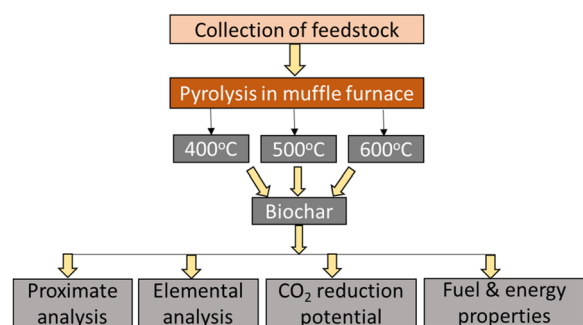 Collection of feedstock
Pyrolysis in muffle furnace
400°C 500°C 600°C
Biochar
Proximate analysis
Elemental analysis
CO₂ reduction potential
Fuel & energy properties